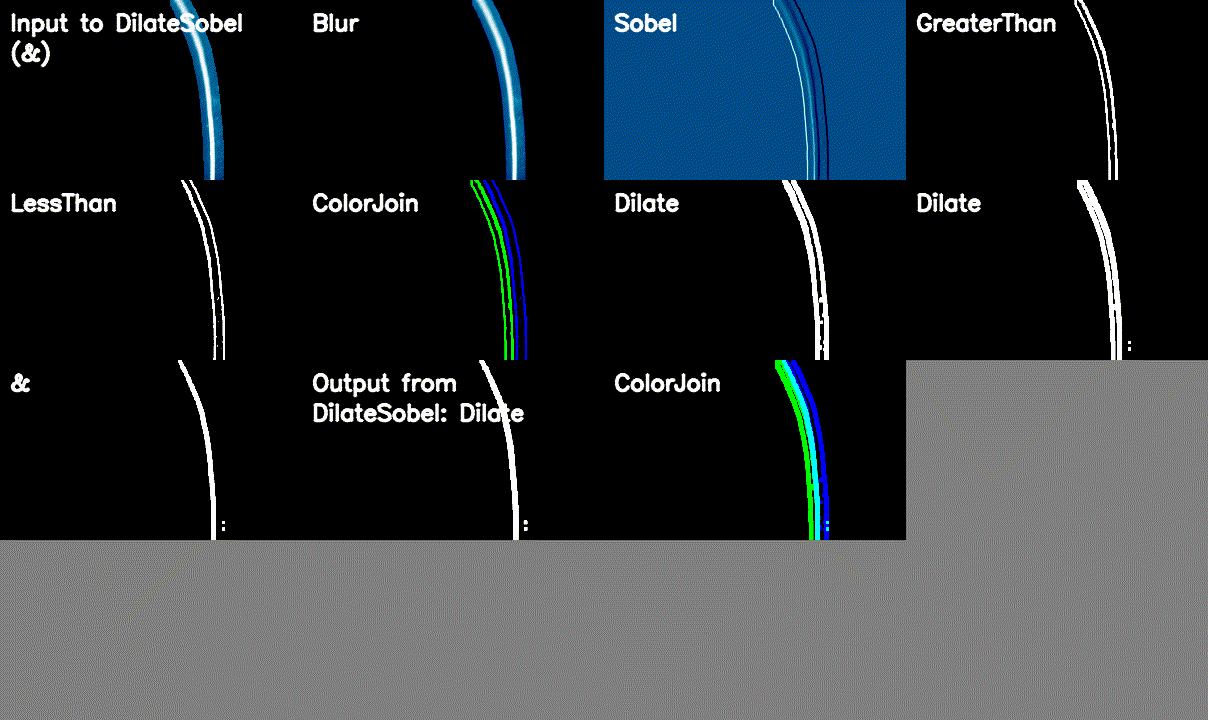 Input to DilateSobel
(&)
Blur
Sobel
GreaterThan
LessThan
ColorJoin
Dilate
Dilate
&
Output from
DilateSobel: Dilate
ColorJoin